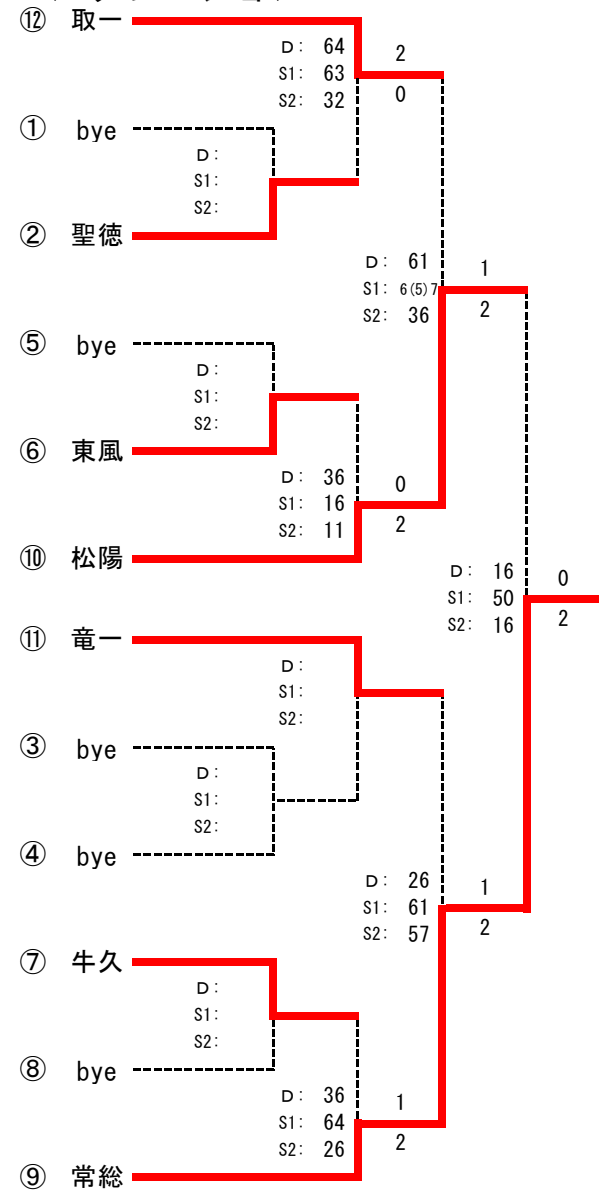 ⑫ 取一
D: 64 2
S1: 63
S2: 32 0
① bye
D:
S1:
S2:
② 聖徳
D: 61 1
S1: 6(5)7
S2: 36 2
⑤ bye
D:
S1:
S2:
⑥ 東風
D: 36 0
S1: 16
S2: 11 2
⑩ 松陽
D: 16 0
S1: 50
S2: 16 2
⑪ 竜一
D:
S1:
S2:
③ bye
D:
S1:
S2:
④ bye
D: 26 1
S1: 61
S2: 57 2
⑦ 牛久
D:
S1:
S2:
⑧ bye
D: 36 1
S1: 64
S2: 26 2
⑨ 常総